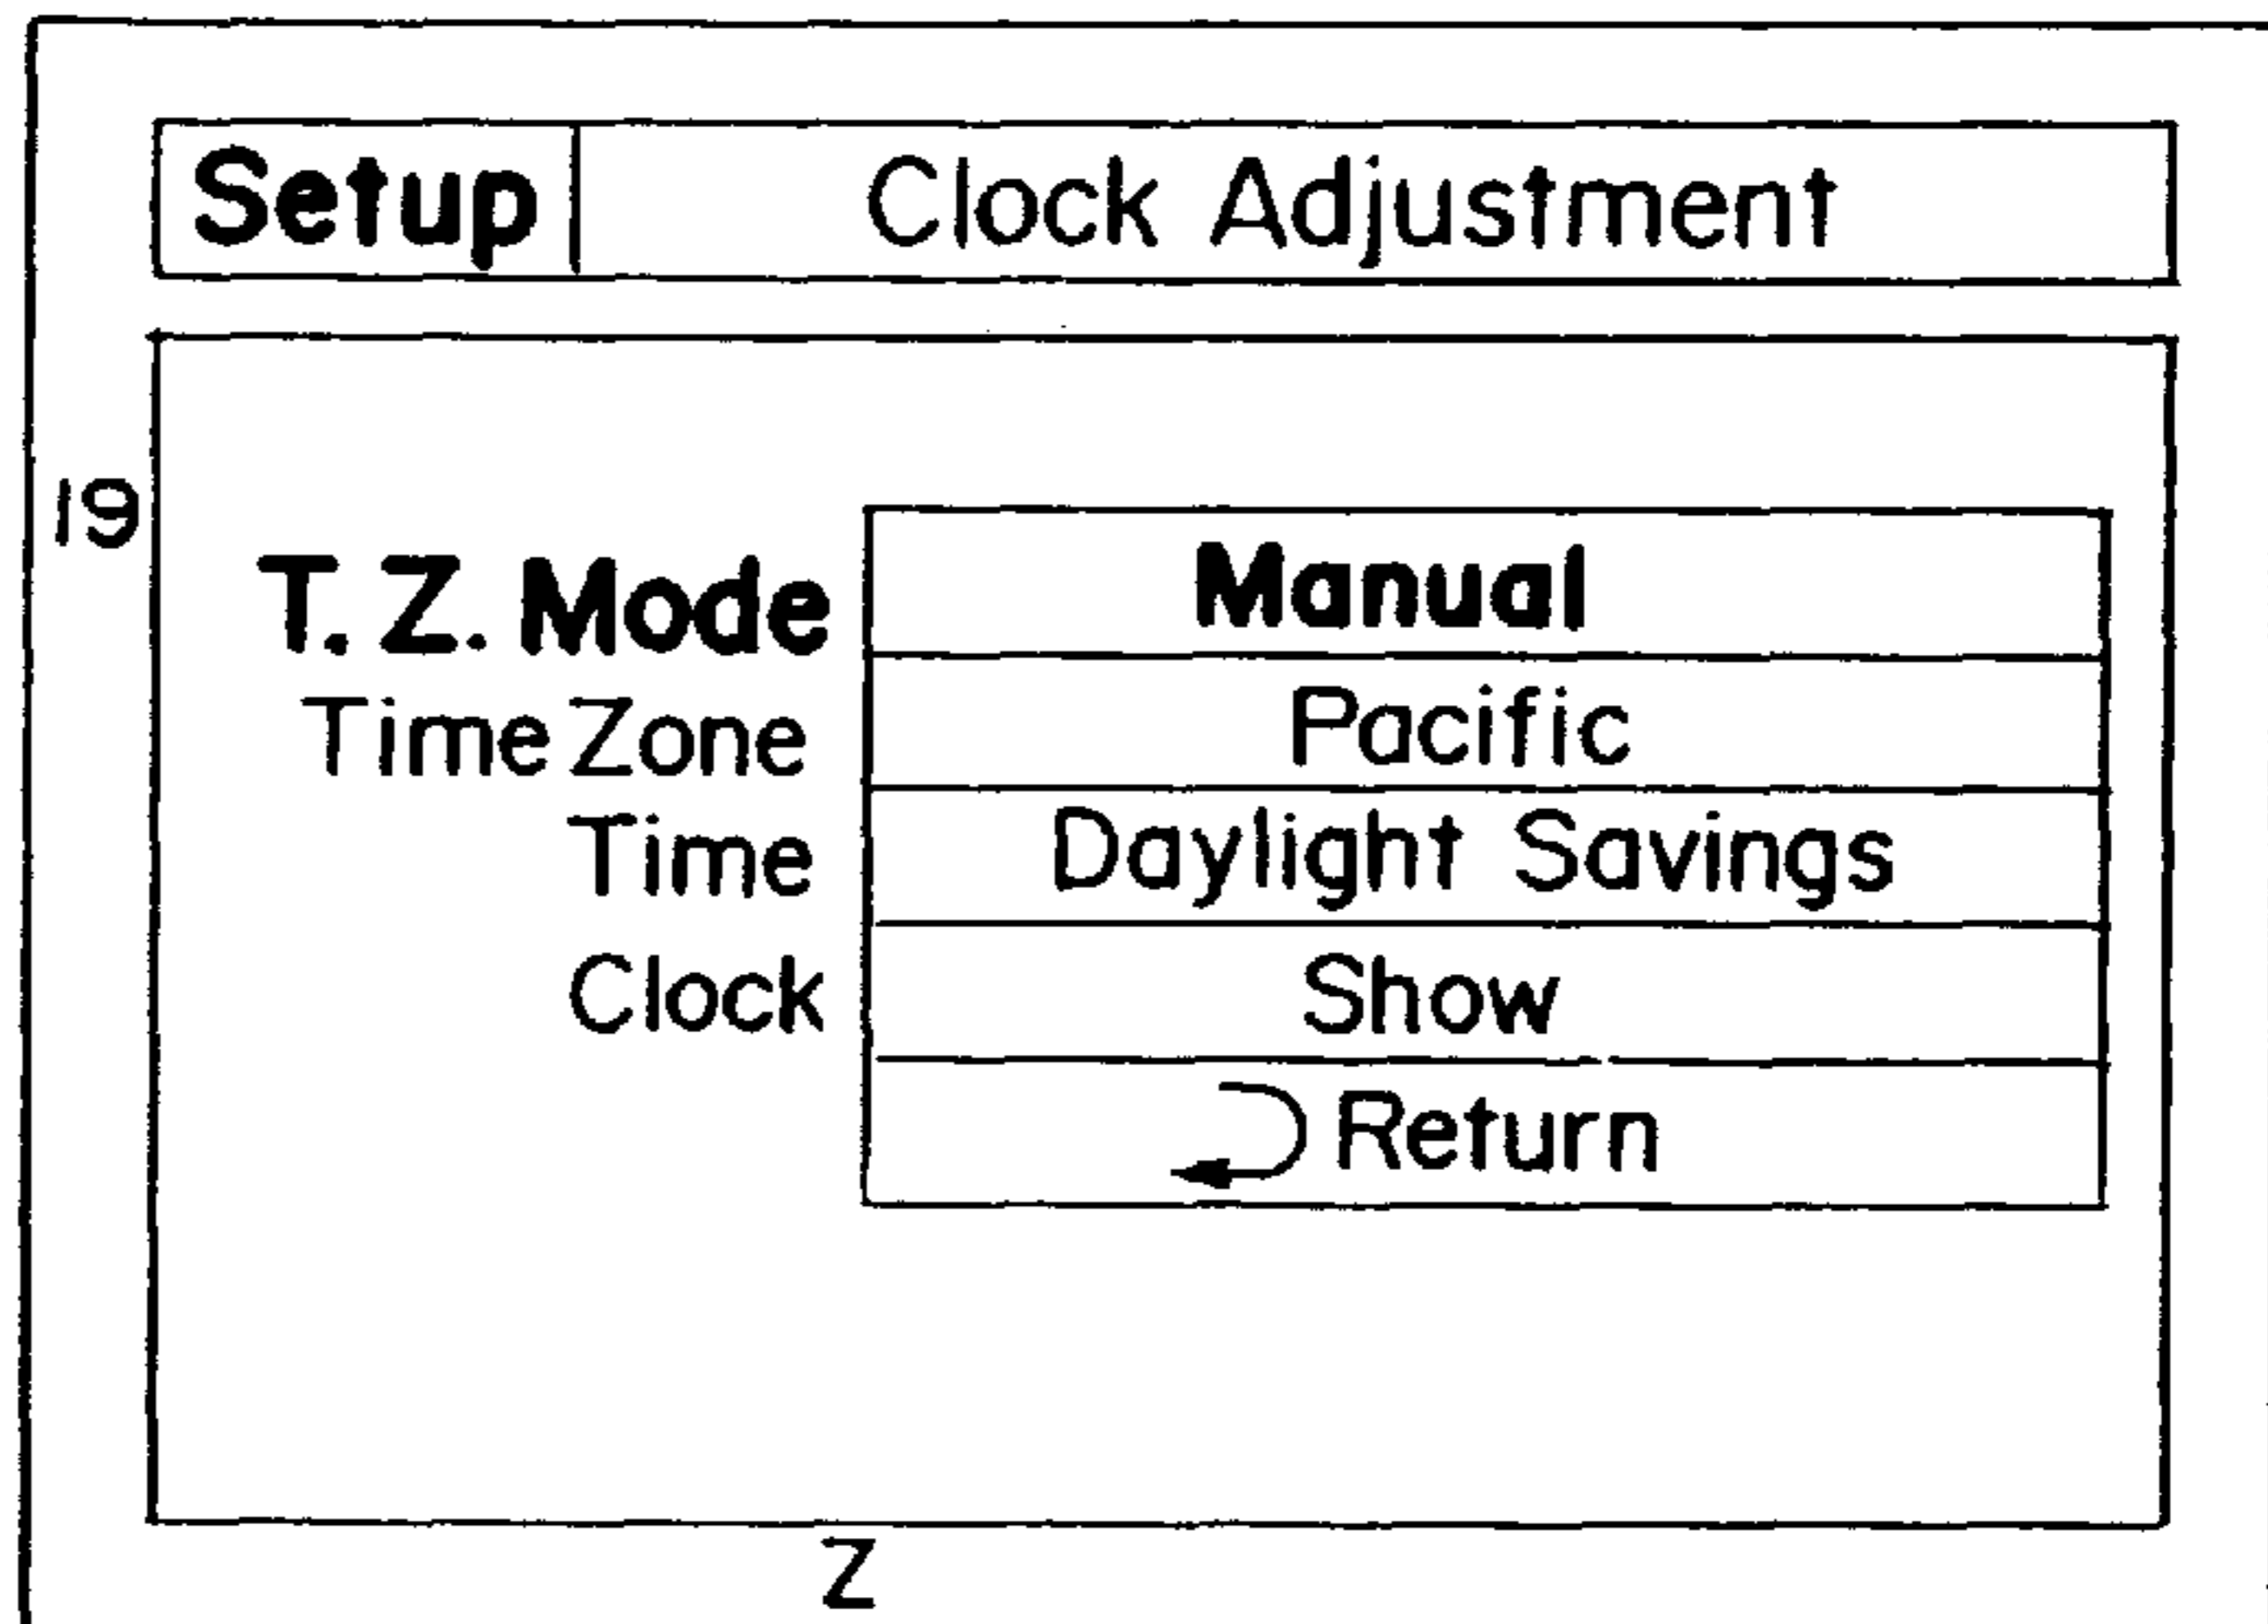 Setup Clock Adjustment
19
T. Z. Mode Manual
Time Zone Pacific
Time Daylight Savings
Clock Show
Return
Z